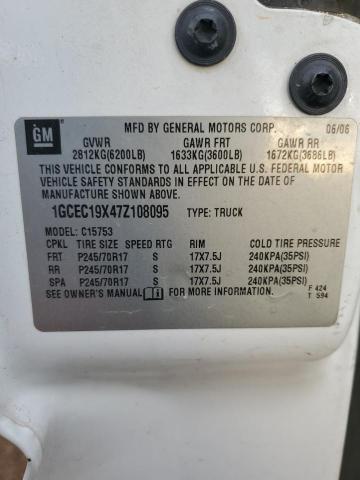 GM
MFD BY GENERAL MOTORS CORP. 06/06
GVWR GAWR FRT GAWR RR
2812KG(6200LB) 1633KG(3600LB) 1672KG(3686LB)
THIS VEHICLE CONFORMS TO ALL APPLICABLE U.S. FEDERAL MOTOR
VEHICLE SAFETY STANDARDS IN EFFECT ON THE DATE OF
MANUFACTURE SHOWN ABOVE.
1GCEC19X47Z108095 TYPE: TRUCK
MODEL: C15753
CPKL TIRE SIZE SPEED RTG RIM COLD TIRE PRESSURE
FRT P245/70R17 S 17X7.5J 240KPA(35PSI)
RR P245/70R17 S 17X7.5J 240KPA(35PSI)
SPA P245/70R17 S 17X7.5J 240KPA(35PSI)
SEE OWNER'S MANUAL FOR MORE INFORMATION. F 424
T 594